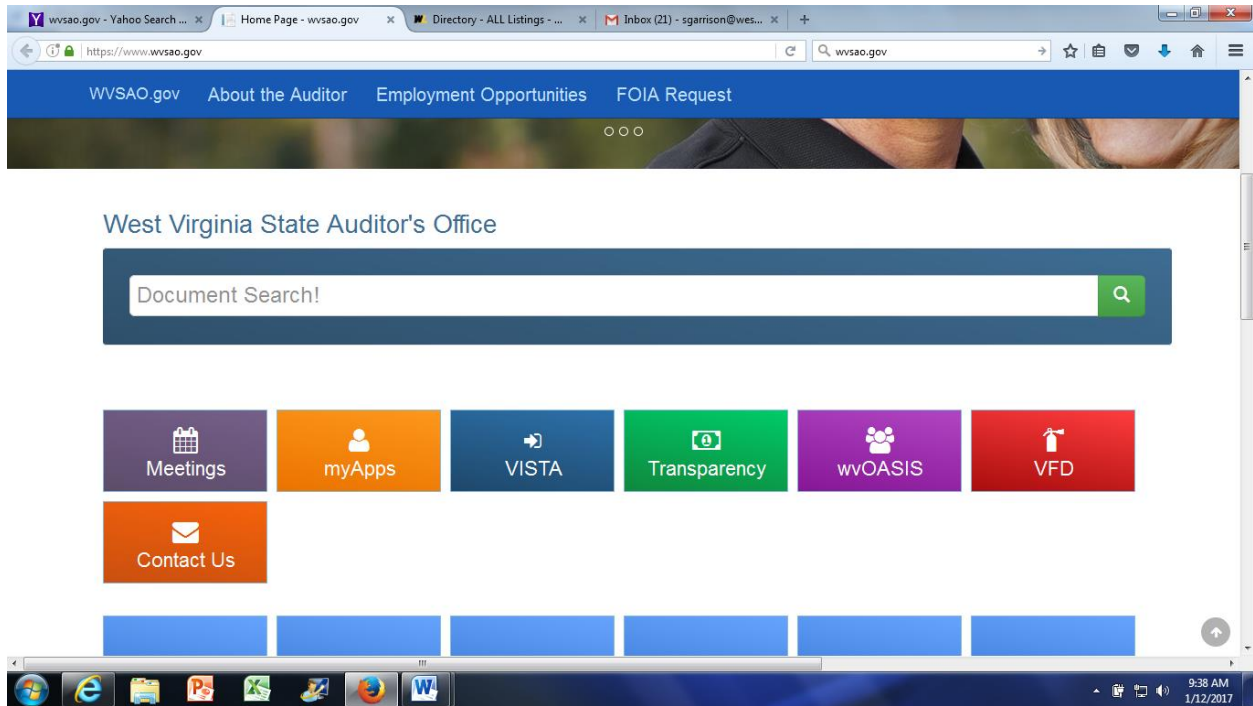 wvsao.gov - Yahoo Search ...
Home Page - wvsao.gov
Directory - ALL Listings - ...
Inbox (21) - sgarrison@wes...
https://www.wvsao.gov
wvsao.gov
WVSAO.gov About the Auditor Employment Opportunities FOIA Request
West Virginia State Auditor's Office
Document Search!
Meetings myApps VISTA Transparency wvOASIS VFD
Contact Us
9:38 AM
1/12/2017